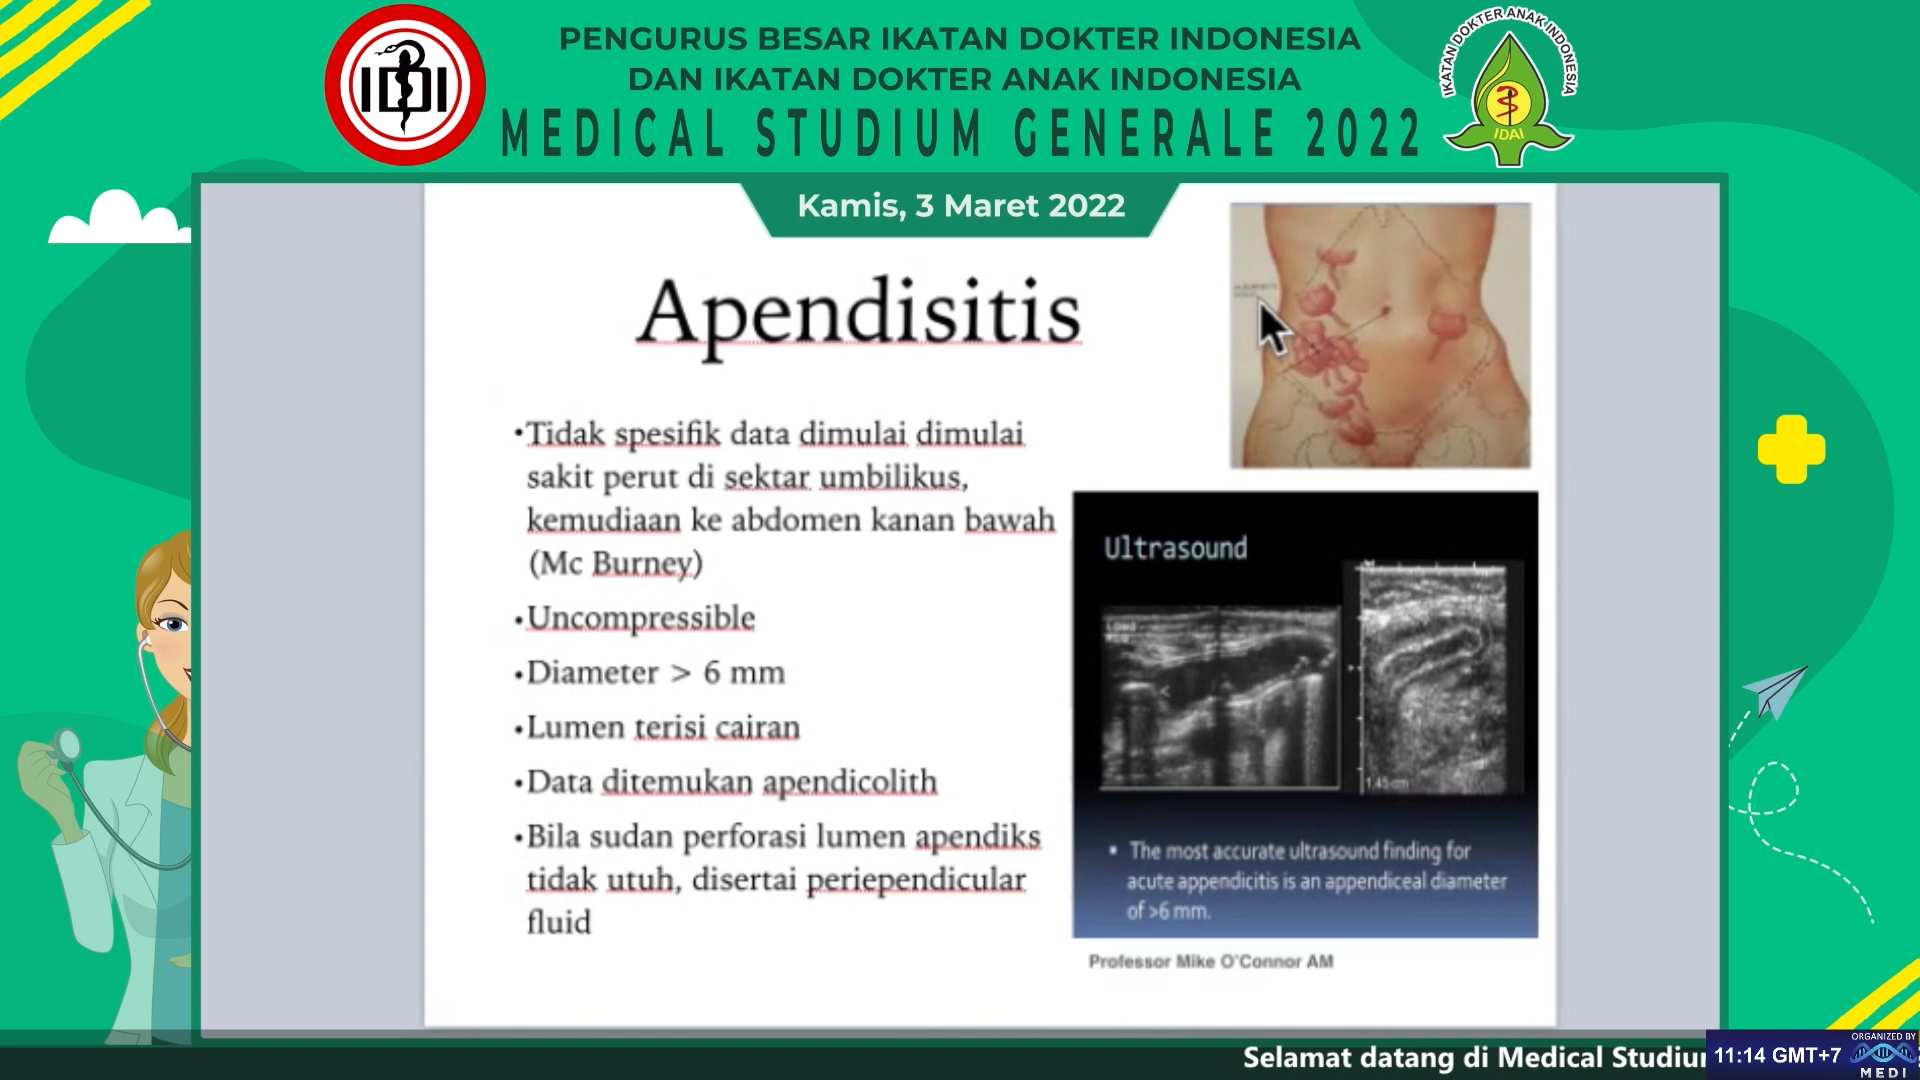 PENGURUS BESAR IKATAN DOKTER INDONESIA
DAN IKATAN DOKTER ANAK INDONESIA
MEDICAL STUDIUM GENERALE 2022
IDI
IKATAN DOKTER ANAK INDONESIA
IDAI
Kamis, 3 Maret 2022
Apendisitis
•Tidak spesifik data dimulai dimulai
sakit perut di sektar umbilikus,
kemudiaan ke abdomen kanan bawah
(Mc Burney)
•Uncompressible
•Diameter > 6 mm
•Lumen terisi cairan
•Data ditemukan apendicolith
•Bila sudan perforasi lumen apendiks
tidak utuh, disertai periependicular
fluid
Ultrasound
1.45 cm
▪ The most accurate ultrasound finding for
acute appendicitis is an appendiceal diameter
of >6 mm.
Professor Mike O'Connor AM
Selamat datang di Medical Studiu
11:14 GMT+7
ORGANIZED BY
MEDI